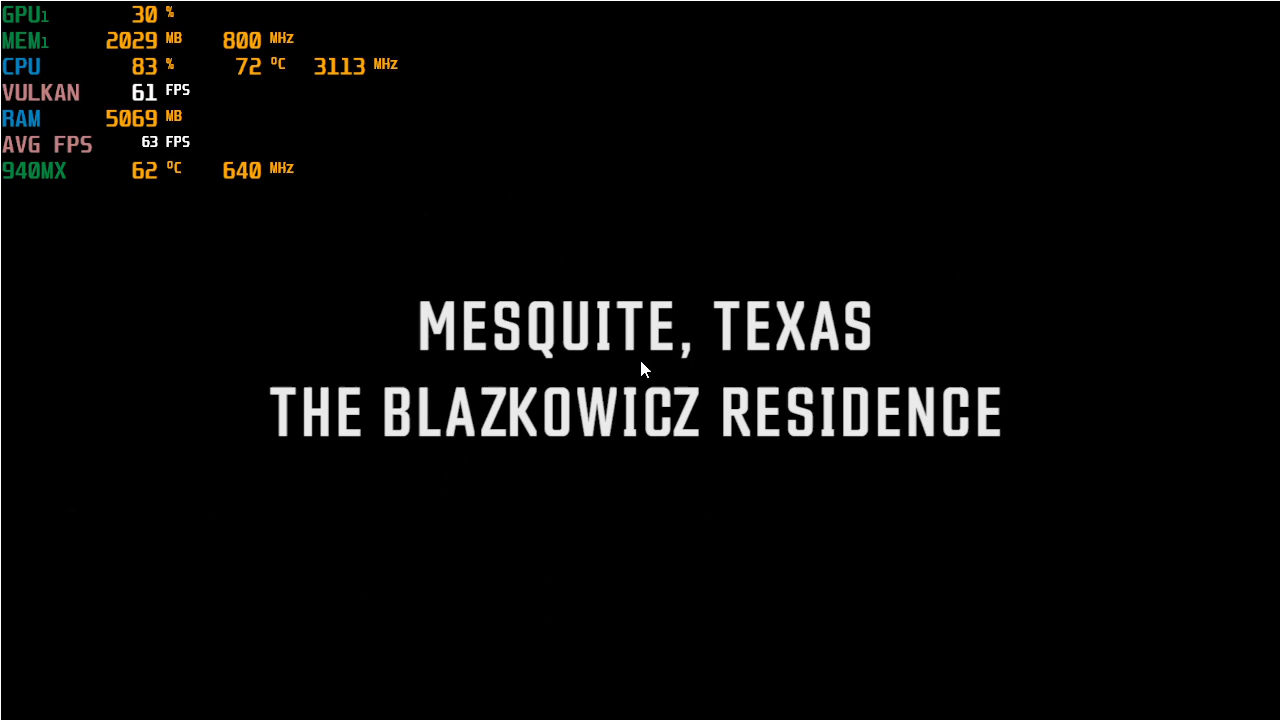 GPU1 30 %
MEM1 2029 MB 800 MHz
CPU 83 % 72 °C 3113 MHz
VULKAN 61 FPS
RAM 5069 MB
AVG FPS 63 FPS
940MX 62 °C 640 MHz
MESQUITE, TEXAS
THE BLAZKOWICZ RESIDENCE